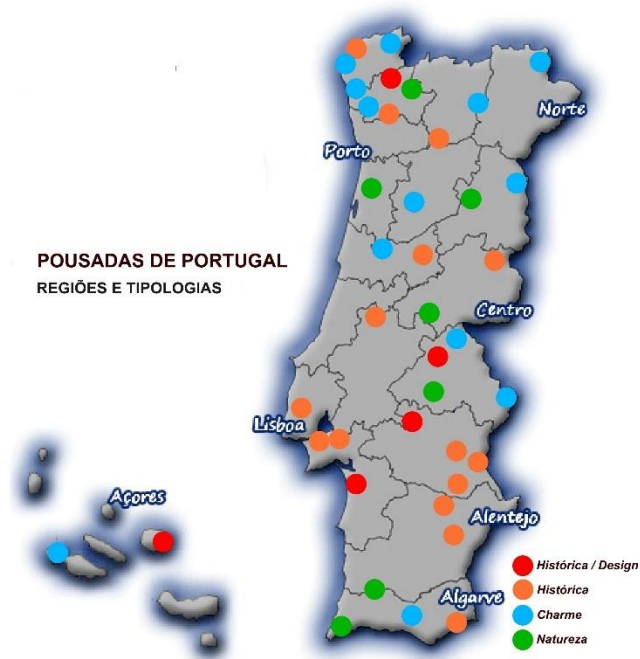 Norte
Porto
POUSADAS DE PORTUGAL
REGIÕES E TIPOLOGIAS
Centro
Lisboa
Açores
Alentejo
Histórica / Design
Histórica
Algarve
Charme
Natureza